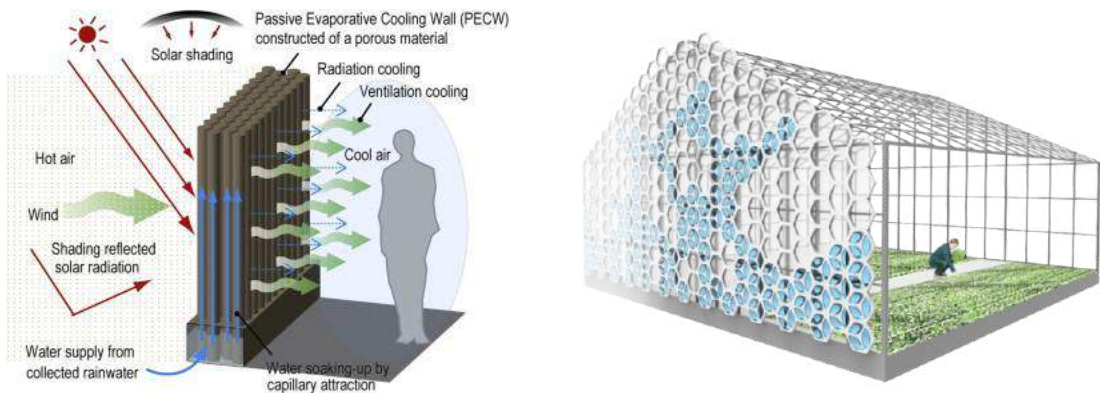 Passive Evaporative Cooling Wall (PECW)
constructed of a porous material
Solar shading
Radiation cooling
Ventilation cooling
Hot air
Cool air
Wind
Shading reflected
solar radiation
Water supply from
collected rainwater
Water soaking-up by
capillary attraction